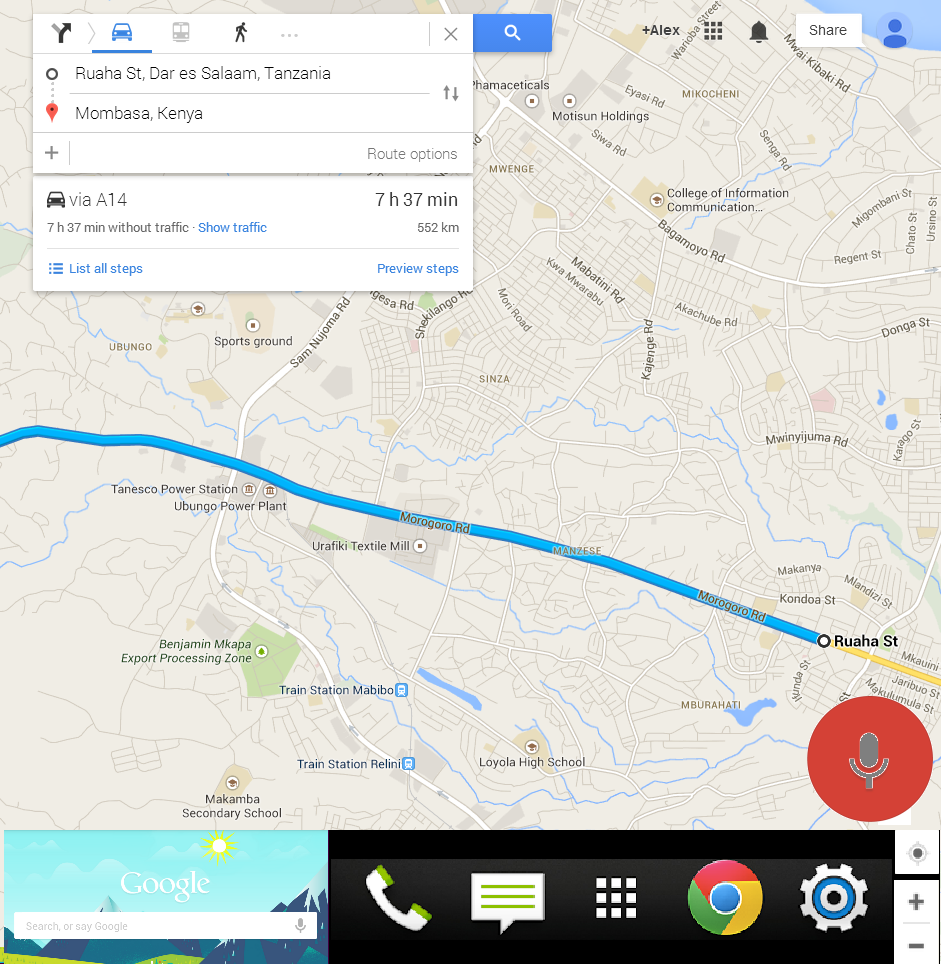 +Alex
Share
Ruaha St, Dar es Salaam, Tanzania
Mombasa, Kenya
Route options
via A14
7 h 37 min
7 h 37 min without traffic · Show traffic
552 km
List all steps
Preview steps
Warioba Street
Mwai Kibaki Rd
Phamaceticals
Motisun Holdings
Eyasi Rd
MIKOCHENI
Siwa Rd
Senga Rd
MWENGE
College of Information
Communication...
Migombani St
Chato St
Ursino St
Bagamoyo Rd
Regent St
Mabatini Rd
Kwa Mwarabu
Mori Road
Akachube Rd
Donga St
Shekilango Rd
Sam Nujoma Rd
Sports ground
UBUNGO
Kajenge Rd
SINZA
Mwinyijuma Rd
Karago St
Tanesco Power Station
Ubungo Power Plant
Morogoro Rd
Urafiki Textile Mill
MANZESE
Makanya
Mlandizi St
Kondoa St
Morogoro Rd
Ruaha St
Mkauni
Jaribuo St
Makulumula St
Kunda St
Benjamin Mkapa
Export Processing Zone
Train Station Mabibo
MBURAHATI
Train Station Relini
Loyola High School
Makamba
Secondary School
Google
Search, or say Google